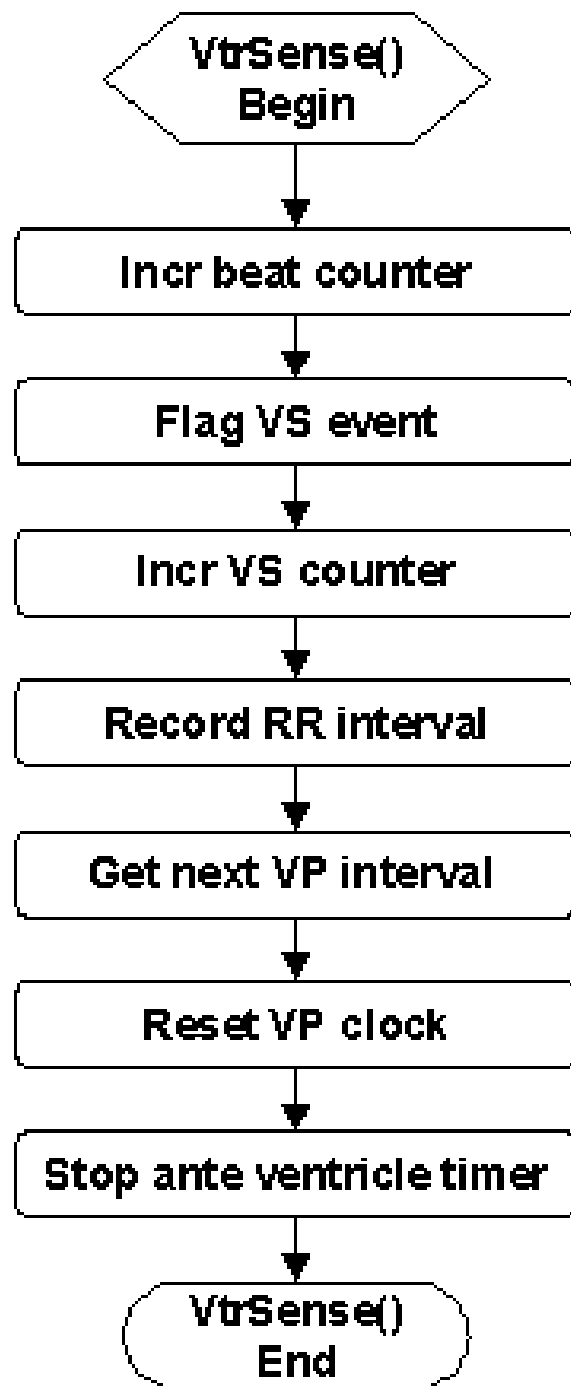 VtrSense()
Begin
Incr beat counter
Flag VS event
Incr VS counter
Record RR interval
Get next VP interval
Reset VP clock
Stop ante ventricle timer
VtrSense()
End